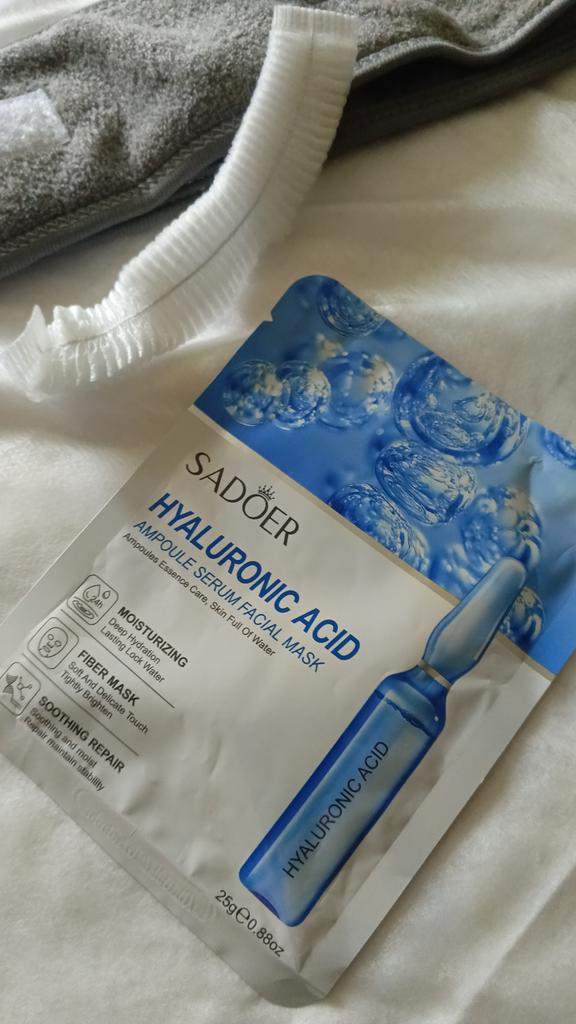 SADOER
HYALURONIC ACID
AMPOULE SERUM FACIAL MASK
Ampoules Essence Care, Skin Full Of Water
24h
MOISTURIZING
Deep Hydration
Lasting Lock Water
FIBER MASK
Soft And Delicate Touch
Tightly Brighten
SOOTHING REPAIR
Soothing and moist
Repair maintain stability
HYALURONIC ACID
25g℮0.88oz